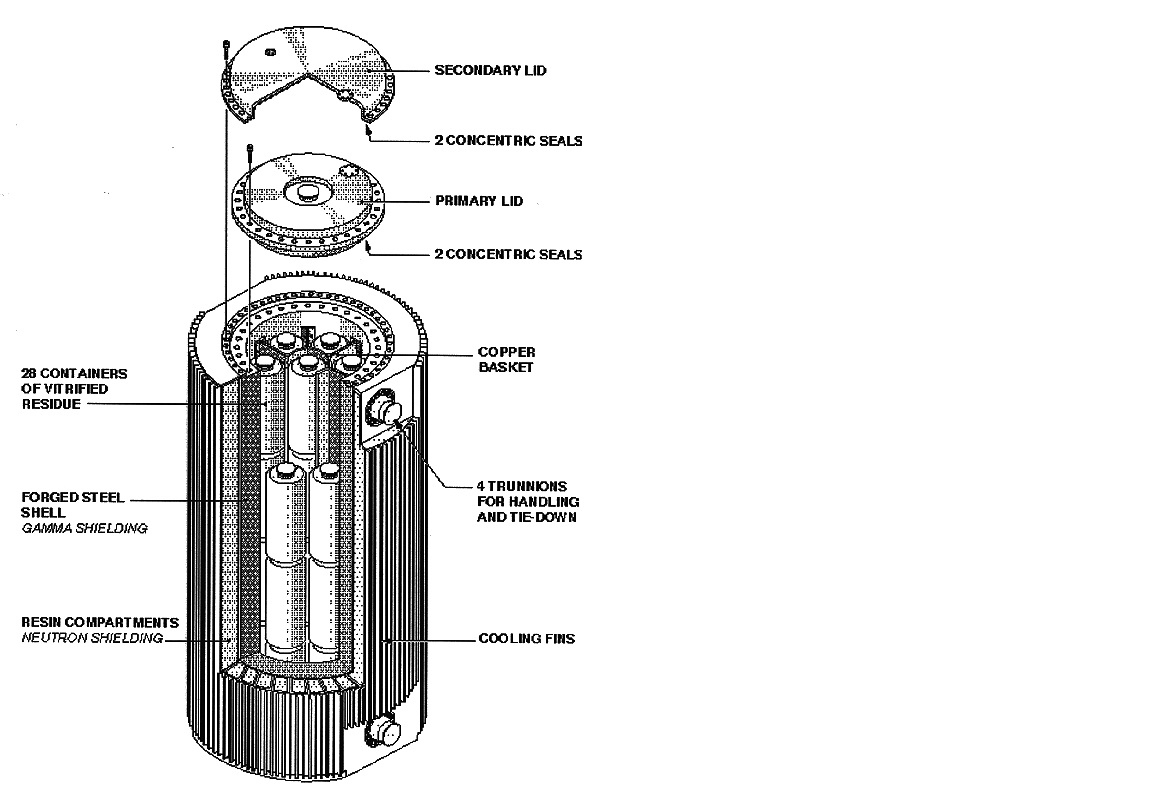 SECONDARY LID
2 CONCENTRIC SEALS
PRIMARY LID
2 CONCENTRIC SEALS
COPPER
BASKET
28 CONTAINERS
OF VITRIFIED
RESIDUE
4 TRUNNIONS
FOR HANDLING
AND TIE-DOWN
FORGED STEEL
SHELL
GAMMA SHIELDING
RESIN COMPARTMENTS
NEUTRON SHIELDING
COOLING FINS